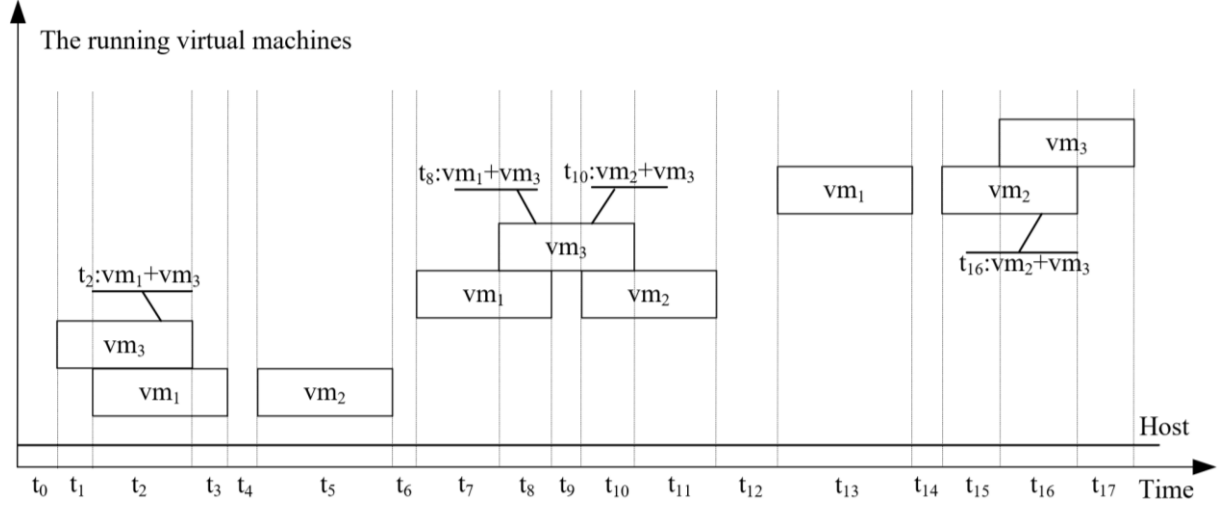 The running virtual machines
vm₃
t₈:vm₁+vm₃ t₁₀:vm₂+vm₃
vm₁ vm₂
vm₃
t₂:vm₁+vm₃ t₁₆:vm₂+vm₃
vm₁ vm₂
vm₃
vm₁ vm₂
Host
t₀ t₁ t₂ t₃ t₄ t₅ t₆ t₇ t₈ t₉ t₁₀ t₁₁ t₁₂ t₁₃ t₁₄ t₁₅ t₁₆ t₁₇ Time